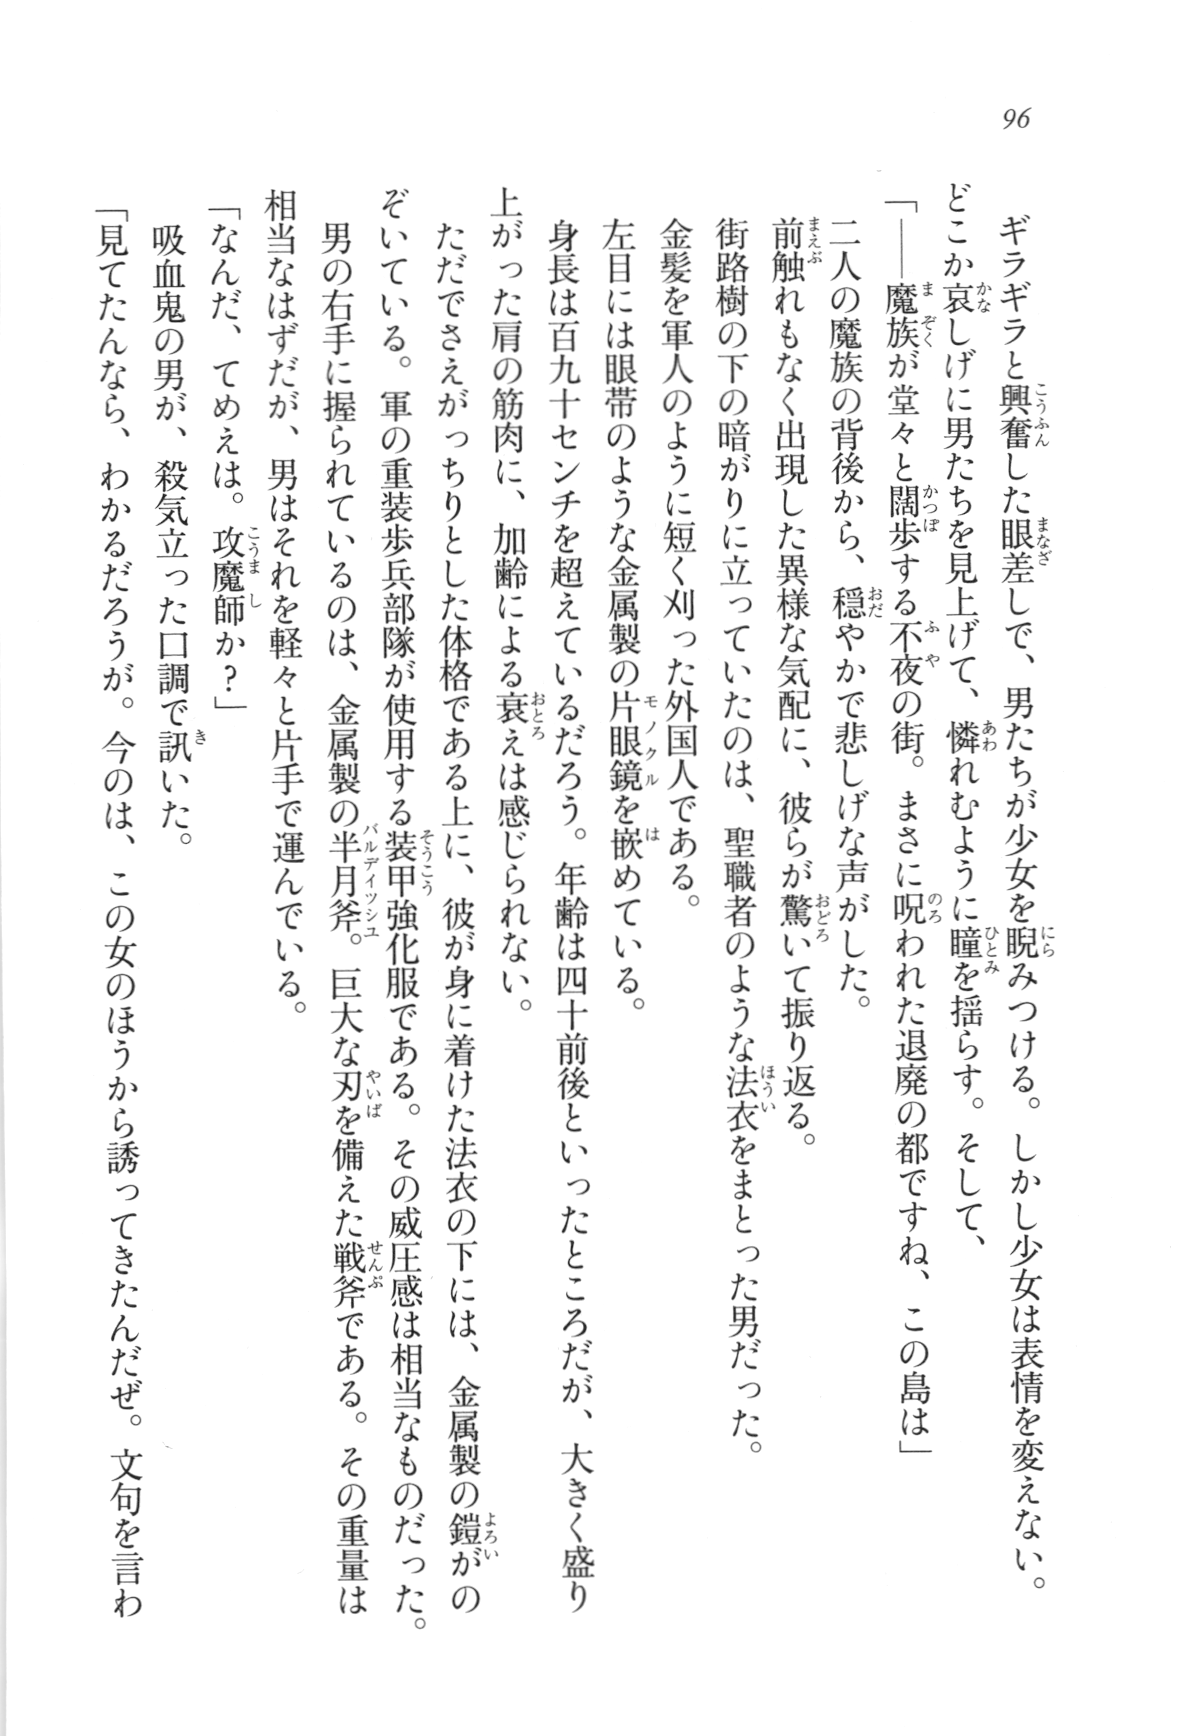 96
ギラギラと興奮した眼差しで、男たちが少女を睨みつける。しかし少女は表情を変えない。
どこか哀しげに男たちを見上げて、憐れむように瞳を揺らす。そして、
「――魔族が堂々と闊歩する不夜の街。まさに呪われた退廃の都ですね、この島は」
二人の魔族の背後から、穏やかで悲しげな声がした。
前触れもなく出現した異様な気配に、彼らが驚いて振り返る。
街路樹の下の暗がりに立っていたのは、聖職者のような法衣をまとった男だった。
金髪を軍人のように短く刈った外国人である。
左目には眼帯のような金属製の片眼鏡を嵌めている。
身長は百九十センチを超えているだろう。年齢は四十前後といったところだが、大きく盛り
上がった肩の筋肉に、加齢による衰えは感じられない。
ただでさえがっちりとした体格である上に、彼が身に着けた法衣の下には、金属製の鎧がの
ぞいている。軍の重装歩兵部隊が使用する装甲強化服である。その威圧感は相当なものだった。
男の右手に握られているのは、金属製の半月斧。巨大な刃を備えた戦斧である。その重量は
相当なはずだが、男はそれを軽々と片手で運んでいる。
「なんだ、てめえは。攻魔師か?」
吸血鬼の男が、殺気立った口調で訊いた。
「見てたんなら、わかるだろうが。今のは、この女のほうから誘ってきたんだぜ。文句を言わ